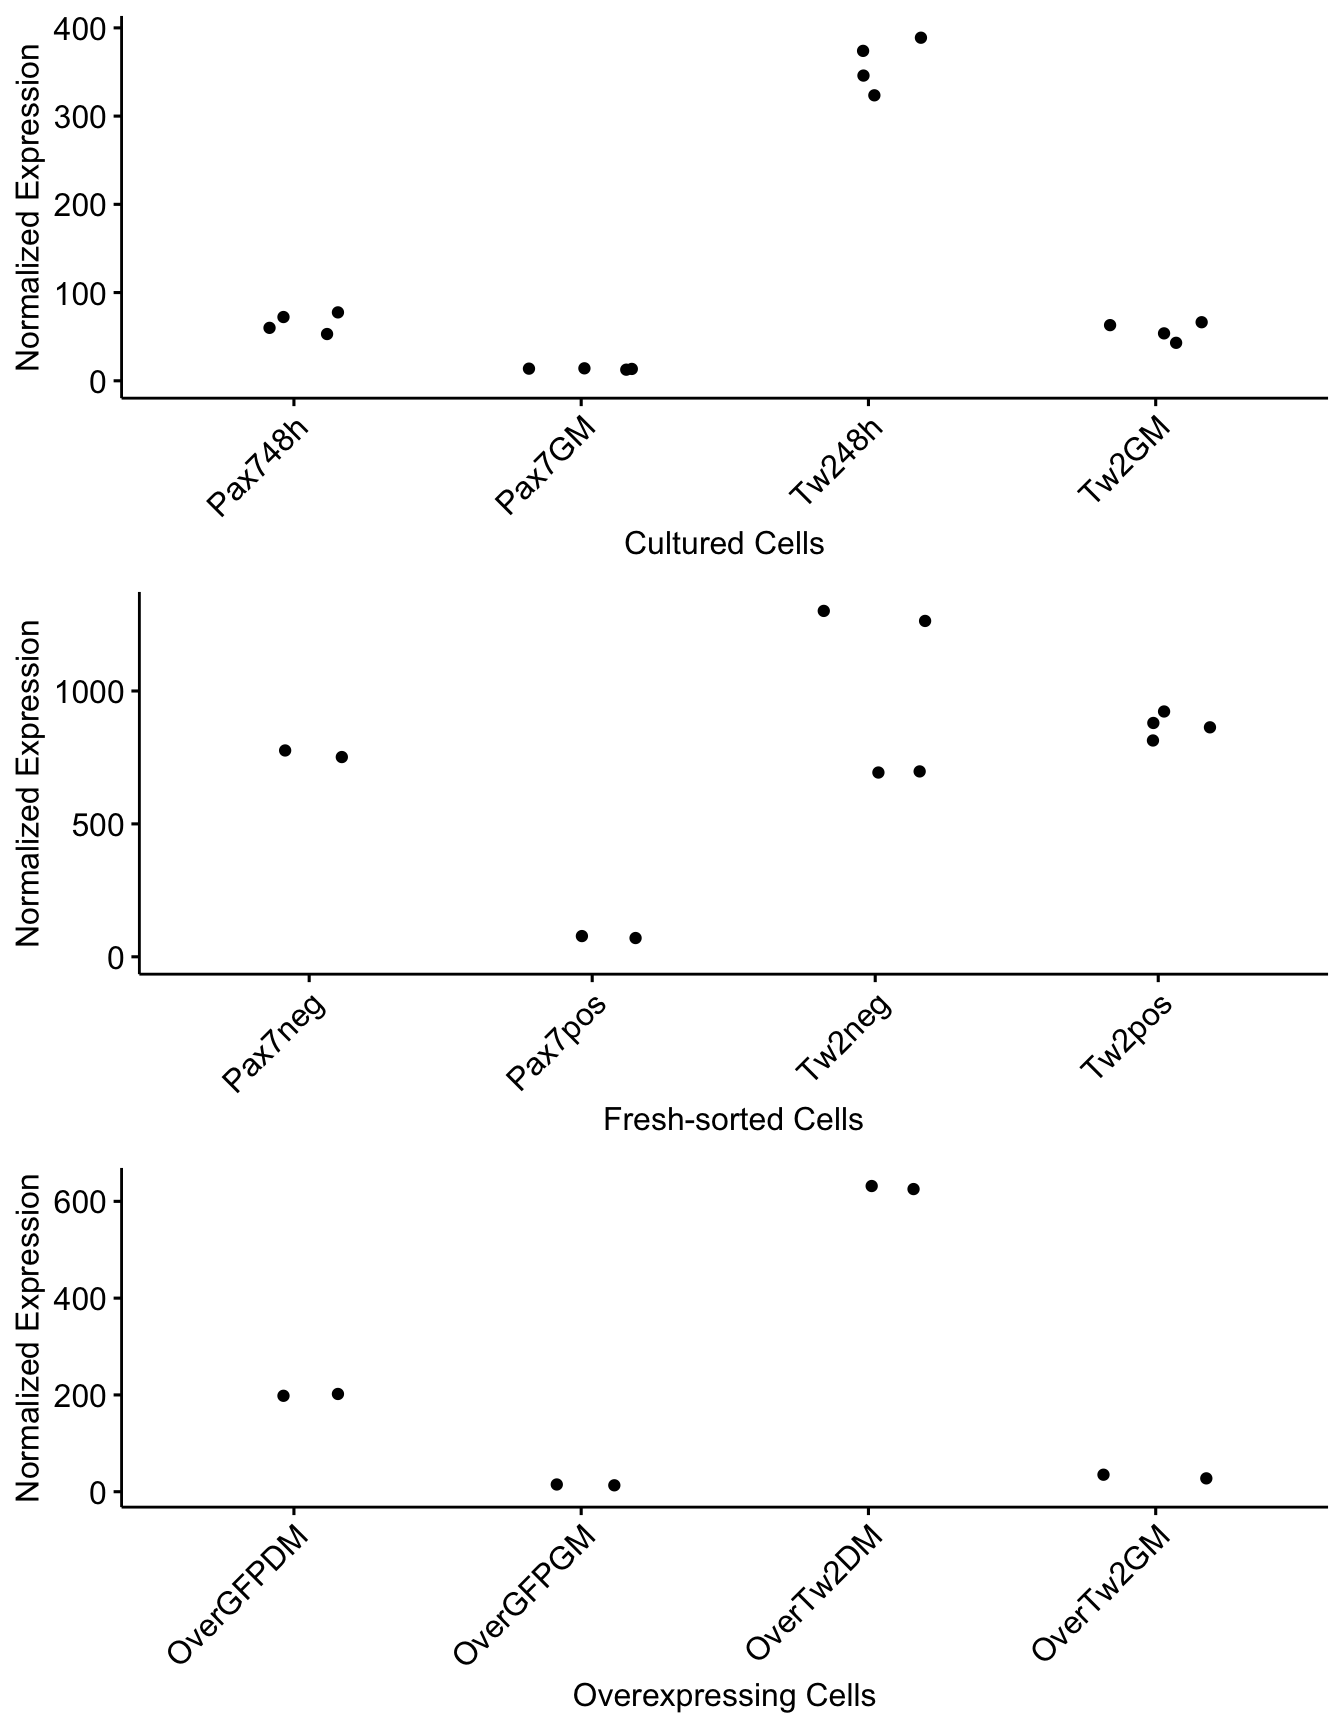 Normalized Expression
400
300
200
100
0
Pax748h
Pax7GM
Tw248h
Tw2GM
Cultured Cells
Normalized Expression
1000
500
0
Pax7neg
Pax7pos
Tw2neg
Tw2pos
Fresh-sorted Cells
Normalized Expression
600
400
200
0
OverGFPDM
OverGFPGM
OverTw2DM
OverTw2GM
Overexpressing Cells